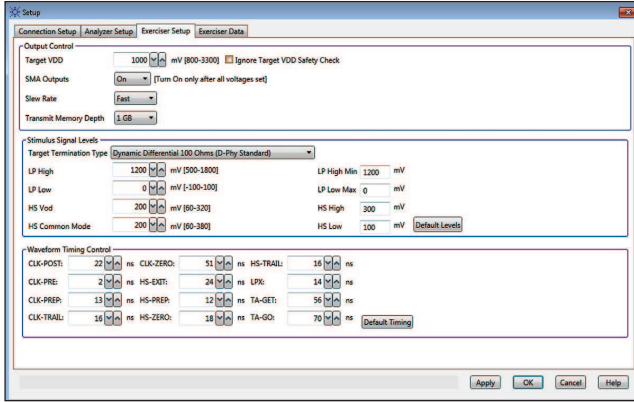 Setup
Connection Setup Analyzer Setup Exerciser Setup Exerciser Data
Output Control
Target VDD 1000 mV [800-3300] Ignore Target VDD Safety Check
SMA Outputs On [Turn On only after all voltages set]
Slew Rate Fast
Transmit Memory Depth 1 GB
Stimulus Signal Levels
Target Termination Type Dynamic Differential 100 Ohms (D-Phy Standard)
LP High 1200 mV [500-1800] LP High Min 1200 mV
LP Low 0 mV [-100-100] LP Low Max 0 mV
HS Vod 200 mV [60-320] HS High 300 mV
HS Common Mode 200 mV [60-380] HS Low 100 mV Default Levels
Waveform Timing Control
CLK-POST: 22 ns CLK-ZERO: 51 ns HS-TRAIL: 16 ns
CLK-PRE: 2 ns HS-EXIT: 24 ns LPX: 14 ns
CLK-PREP: 13 ns HS-PREP: 12 ns TA-GET: 56 ns
CLK-TRAIL: 16 ns HS-ZERO: 18 ns TA-GO: 70 ns Default Timing
Apply OK Cancel Help